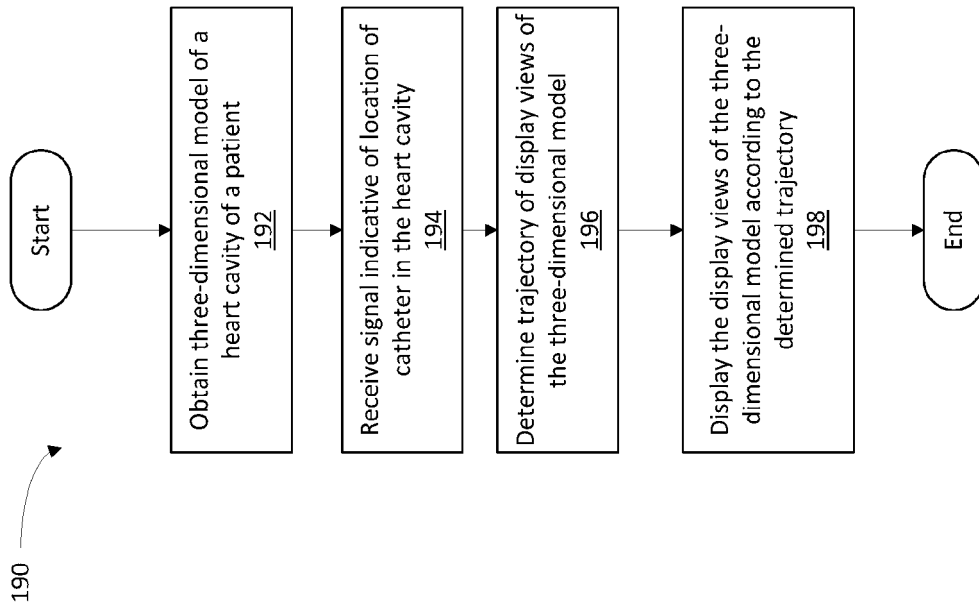 190
Start
Obtain three-dimensional model of a
heart cavity of a patient
192
Receive signal indicative of location of
catheter in the heart cavity
194
Determine trajectory of display views of
the three-dimensional model
196
Display the display views of the three-
dimensional model according to the
determined trajectory
198
End